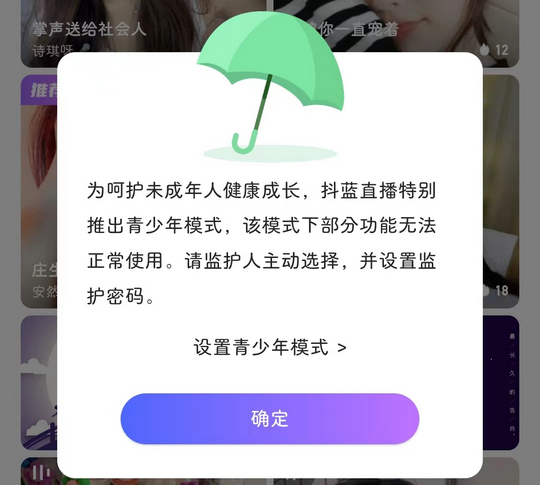 掌声送给社会人
你一直宠着
诗琪呀
12
推荐
为呵护未成年人健康成长，抖蓝直播特别
推出青少年模式，该模式下部分功能无法
正常使用。请监护人主动选择，并设置监
护密码。
庄生
安然
18
设置青少年模式 >
确定